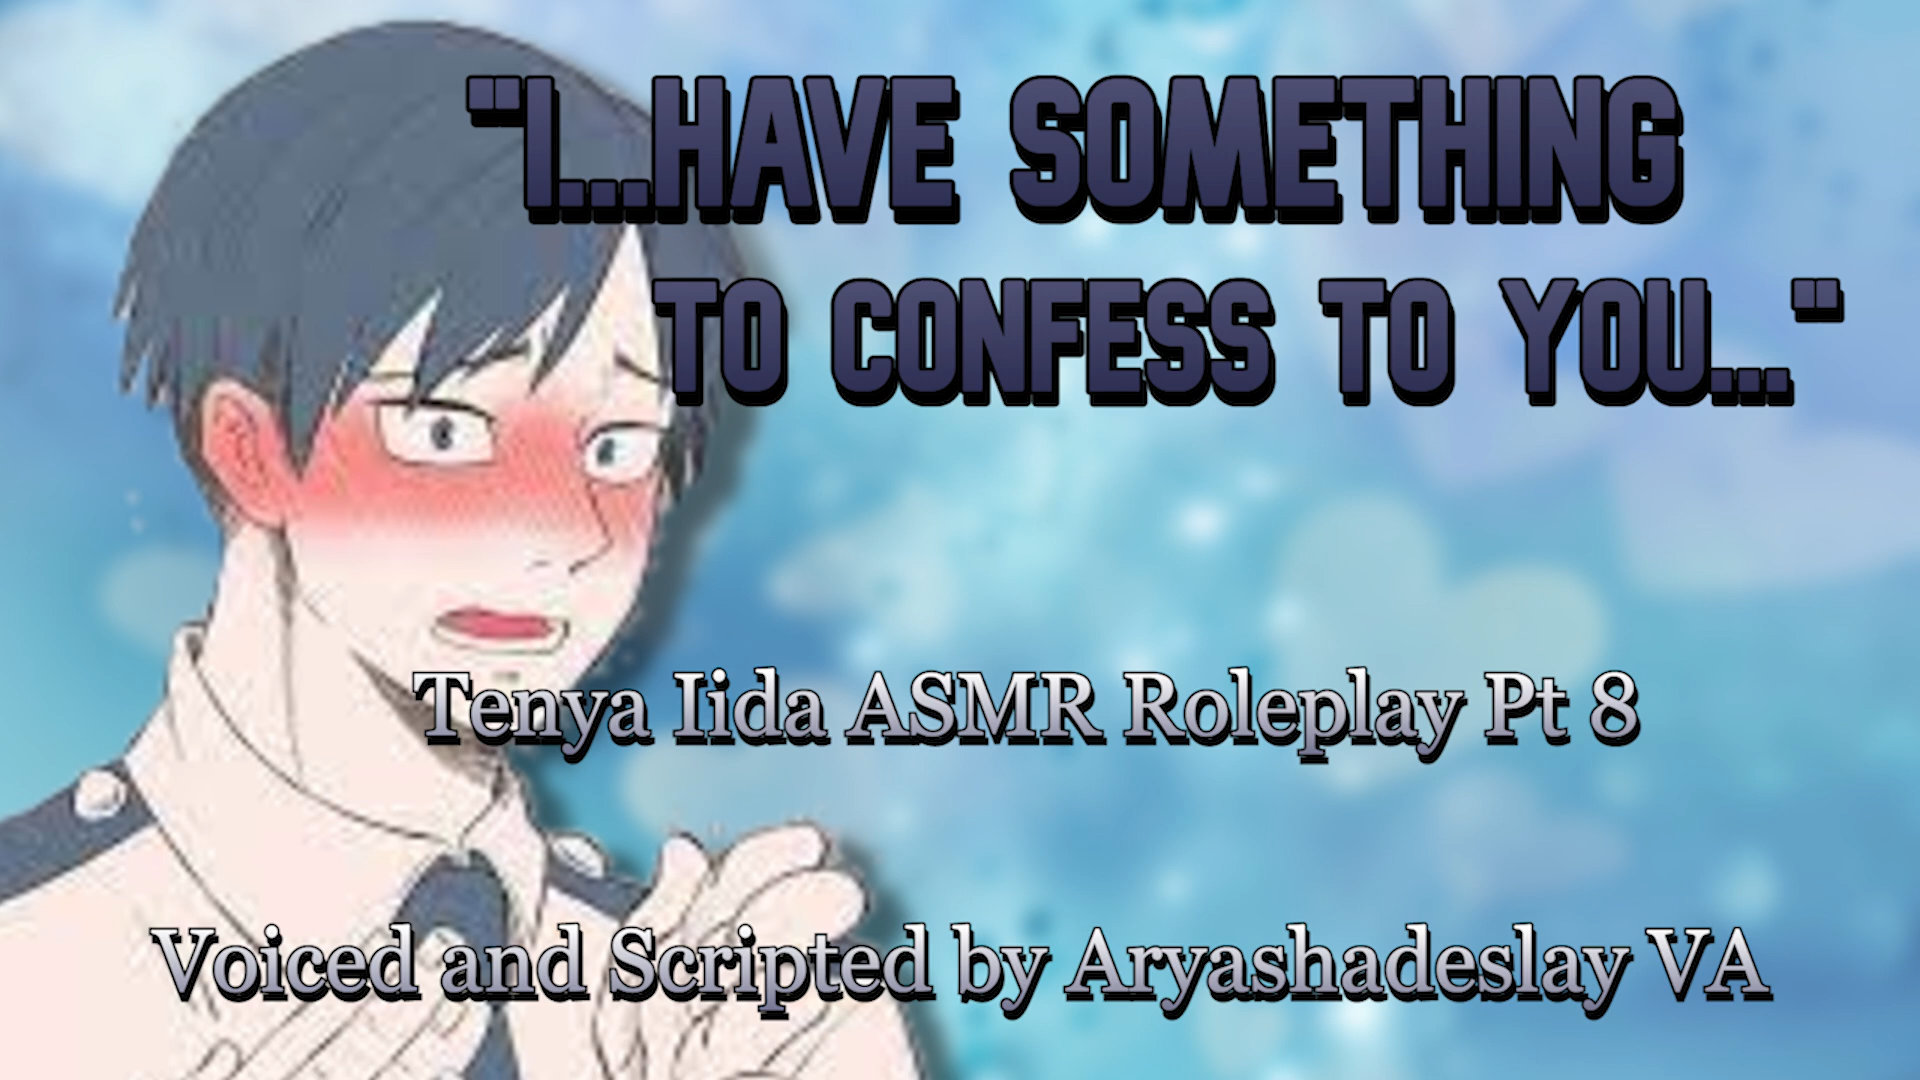 "I...HAVE SOMETHING
TO CONFESS TO YOU..."
Tenya Iida ASMR Roleplay Pt 8
Voiced and Scripted by Aryashadeslay VA